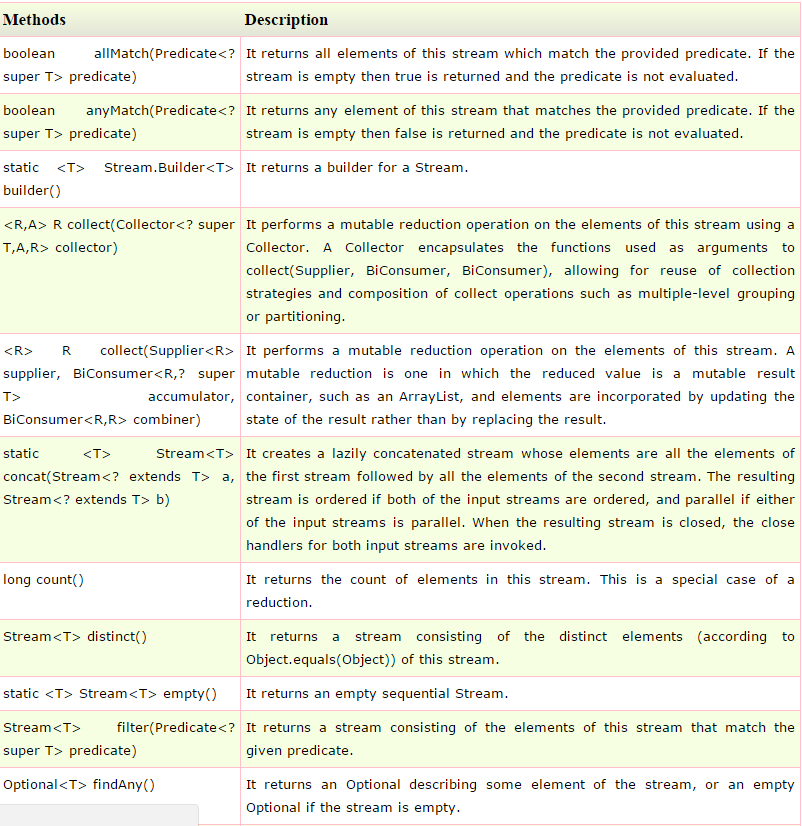 Methods Description
boolean allMatch(Predicate<? It returns all elements of this stream which match the provided predicate. If the
super T> predicate) stream is empty then true is returned and the predicate is not evaluated.
boolean anyMatch(Predicate<? It returns any element of this stream that matches the provided predicate. If the
super T> predicate) stream is empty then false is returned and the predicate is not evaluated.
static <T> Stream.Builder<T> It returns a builder for a Stream.
builder()
<R,A> R collect(Collector<? super It performs a mutable reduction operation on the elements of this stream using a
T,A,R> collector) Collector. A Collector encapsulates the functions used as arguments to
collect(Supplier, BiConsumer, BiConsumer), allowing for reuse of collection
strategies and composition of collect operations such as multiple-level grouping
or partitioning.
<R> R collect(Supplier<R> It performs a mutable reduction operation on the elements of this stream. A
supplier, BiConsumer<R,? super mutable reduction is one in which the reduced value is a mutable result
T> accumulator, container, such as an ArrayList, and elements are incorporated by updating the
BiConsumer<R,R> combiner) state of the result rather than by replacing the result.
static <T> Stream<T> It creates a lazily concatenated stream whose elements are all the elements of
concat(Stream<? extends T> a, the first stream followed by all the elements of the second stream. The resulting
Stream<? extends T> b) stream is ordered if both of the input streams are ordered, and parallel if either
of the input streams is parallel. When the resulting stream is closed, the close
handlers for both input streams are invoked.
long count() It returns the count of elements in this stream. This is a special case of a
reduction.
Stream<T> distinct() It returns a stream consisting of the distinct elements (according to
Object.equals(Object)) of this stream.
static <T> Stream<T> empty() It returns an empty sequential Stream.
Stream<T> filter(Predicate<? It returns a stream consisting of the elements of this stream that match the
super T> predicate) given predicate.
Optional<T> findAny() It returns an Optional describing some element of the stream, or an empty
Optional if the stream is empty.